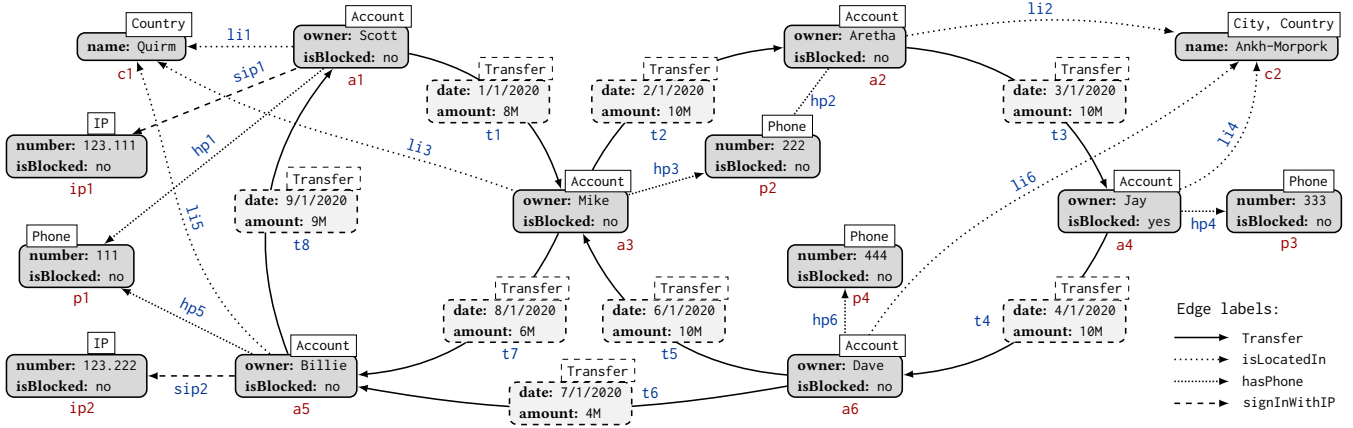 Country
name: Quirm
c1
li1
Account
owner: Scott
isBlocked: no
a1
sip1
IP
number: 123.111
isBlocked: no
ip1
hp1
Transfer
date: 1/1/2020
amount: 8M
t1
Transfer
date: 2/1/2020
amount: 10M
t2
Account
owner: Aretha
isBlocked: no
a2
li2
City, Country
name: Ankh-Morpork
c2
hp2
Transfer
date: 3/1/2020
amount: 10M
t3
Phone
number: 222
isBlocked: no
p2
hp3
li3
li4
li6
Transfer
date: 9/1/2020
amount: 9M
t8
li5
Account
owner: Mike
isBlocked: no
a3
Account
owner: Jay
isBlocked: yes
a4
hp4
Phone
number: 333
isBlocked: no
p3
Phone
number: 111
isBlocked: no
p1
hp5
Phone
number: 444
isBlocked: no
p4
hp6
Transfer
date: 8/1/2020
amount: 6M
t7
Transfer
date: 6/1/2020
amount: 10M
t5
Transfer
date: 4/1/2020
amount: 10M
t4
IP
number: 123.222
isBlocked: no
ip2
sip2
Account
owner: Billie
isBlocked: no
a5
Transfer
date: 7/1/2020
amount: 4M
t6
Account
owner: Dave
isBlocked: no
a6
Edge labels:
Transfer
isLocatedIn
hasPhone
signInWithIP